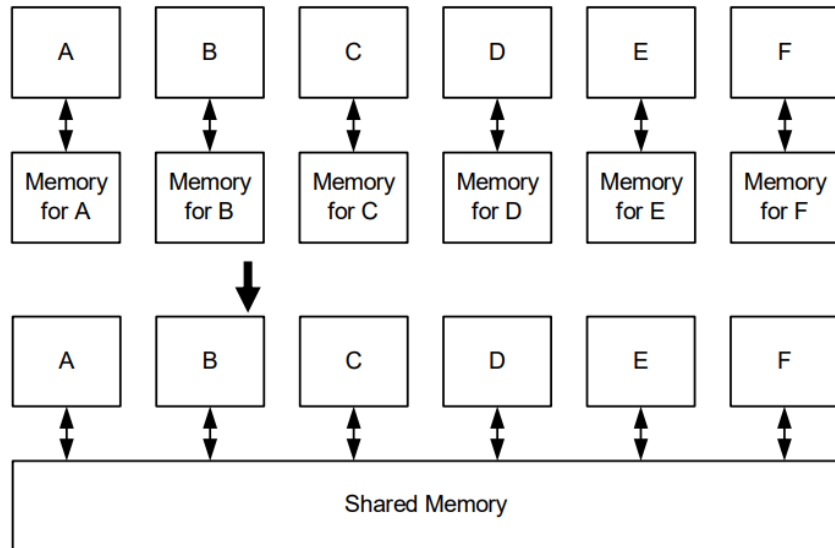 A B C D E F
Memory for A
Memory for B
Memory for C
Memory for D
Memory for E
Memory for F
A B C D E F
Shared Memory